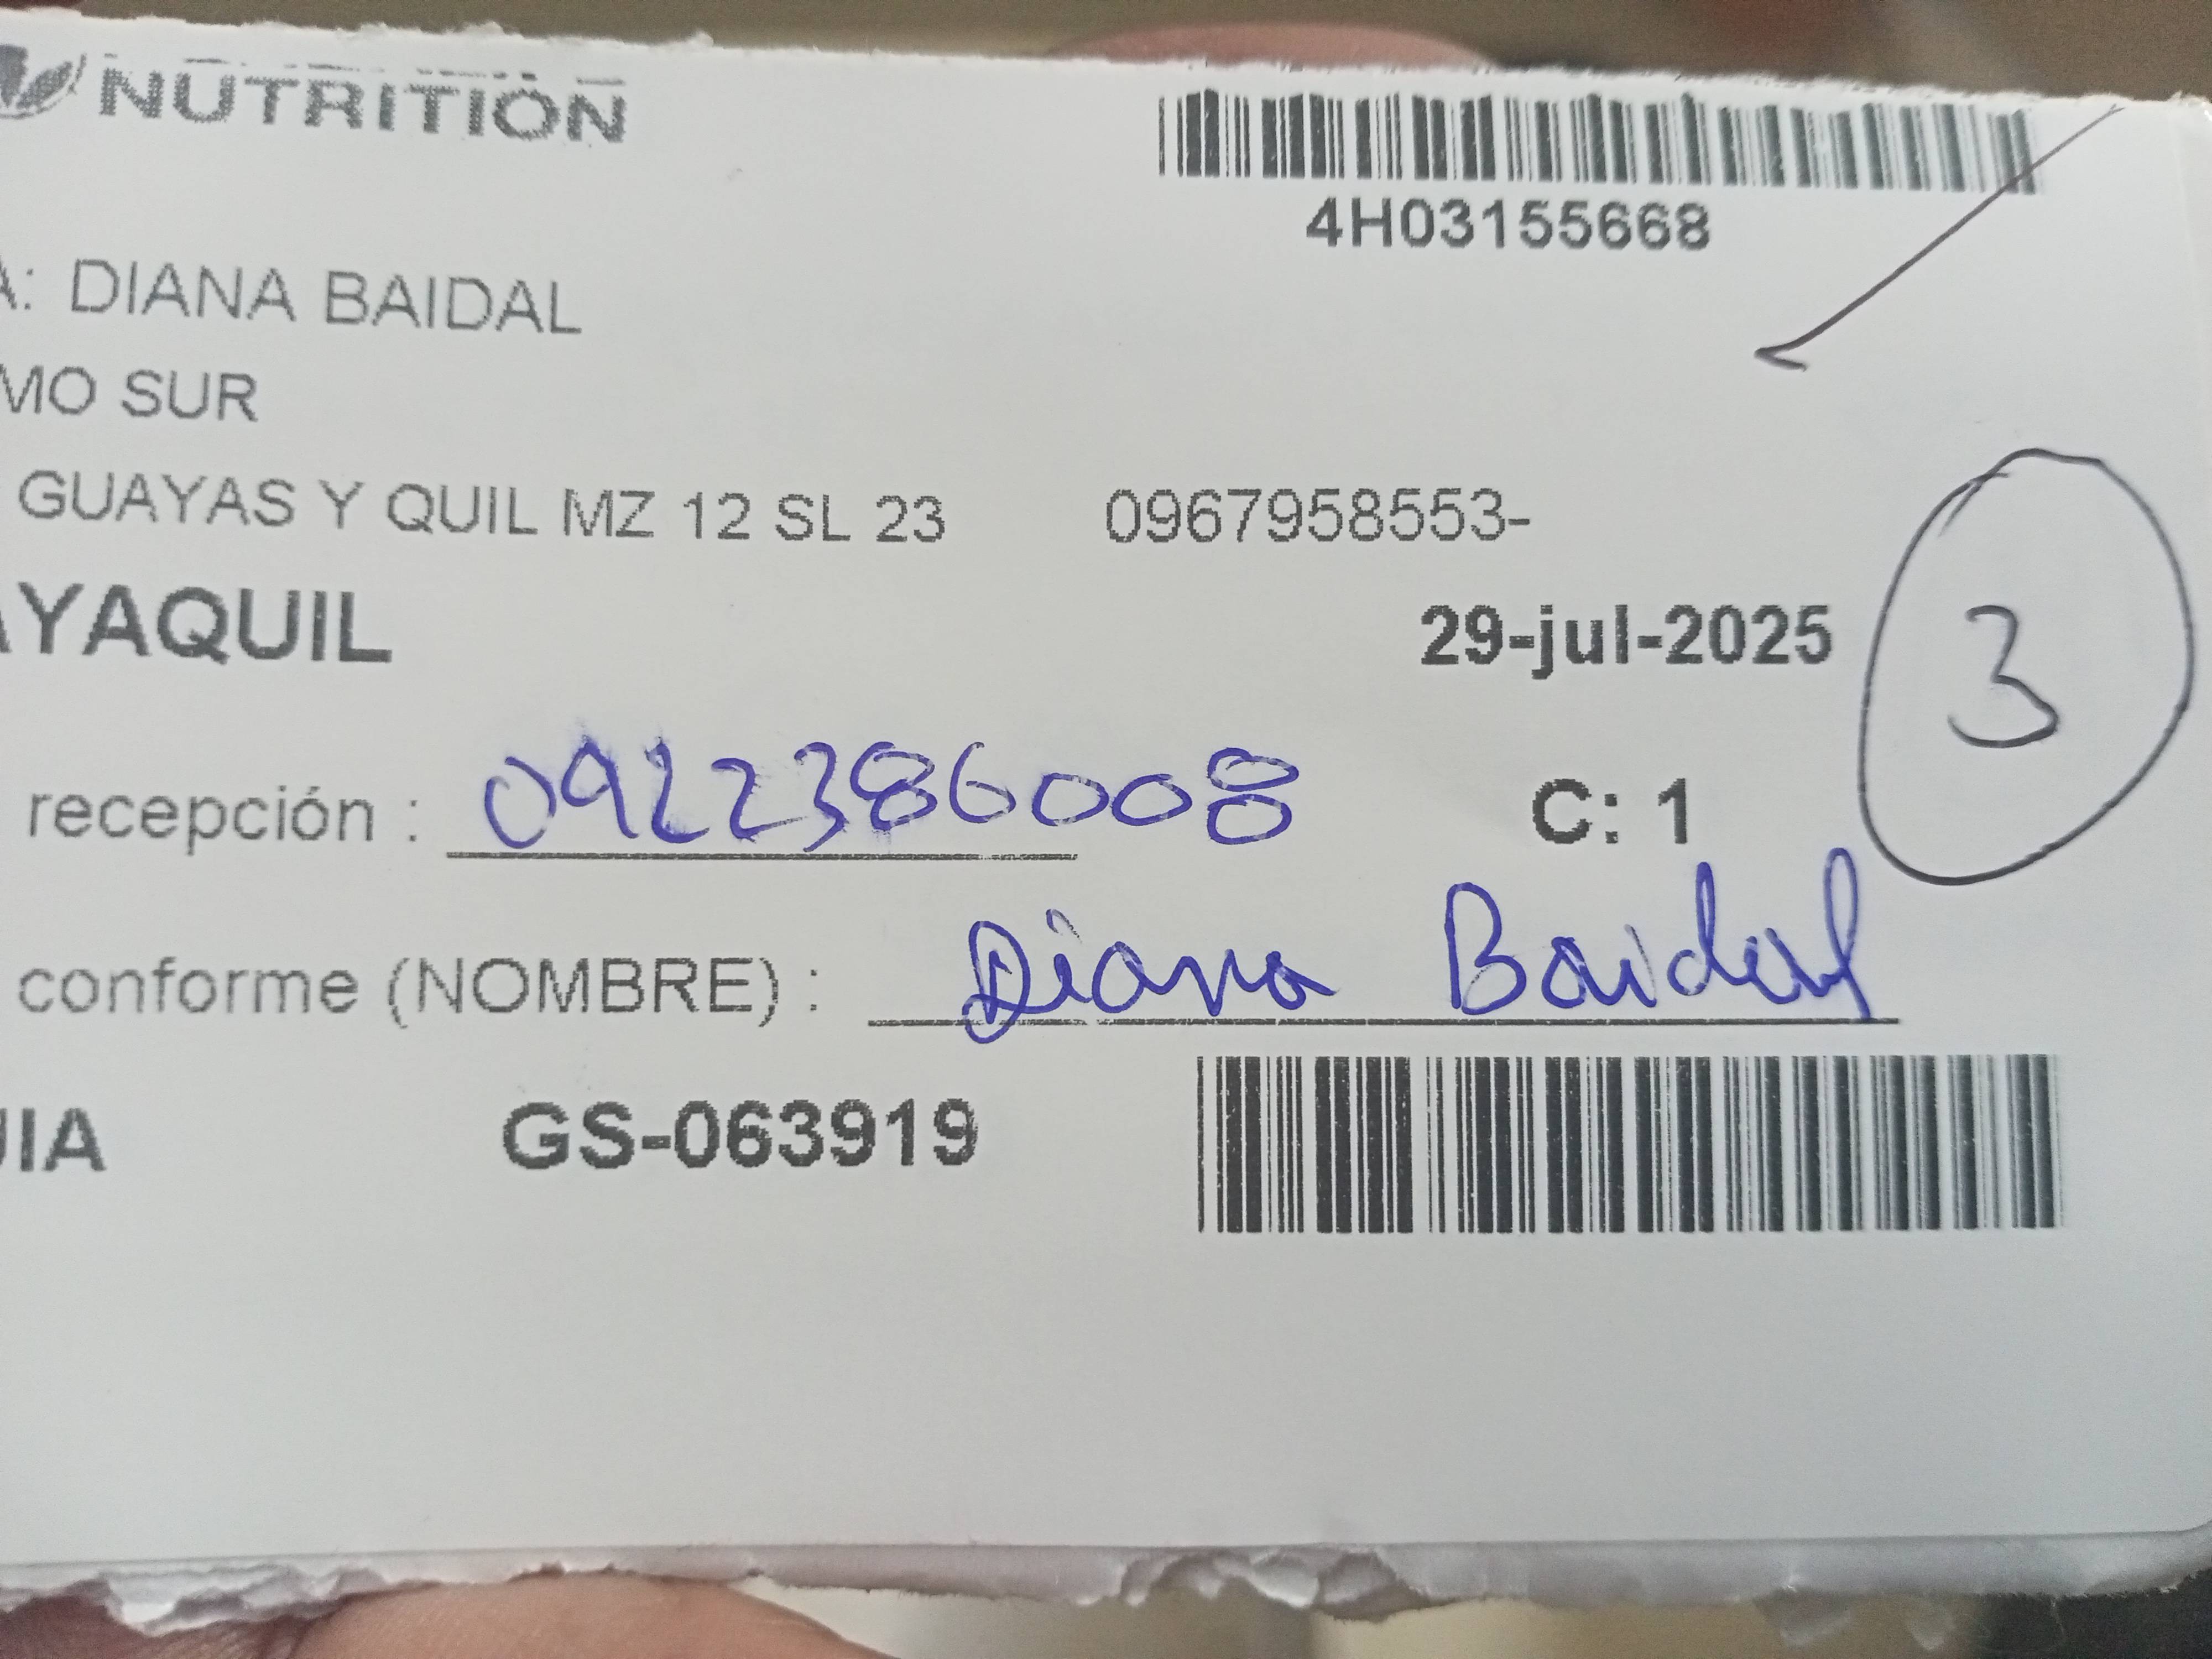 NUTRITION
4H03155668
A: DIANA BAIDAL
MO SUR
GUAYAS Y QUIL MZ 12 SL 23 0967958553-
AYAQUIL 29-jul-2025
3
recepción : 0922386008 C: 1
conforme (NOMBRE) : Diana Baidal
UIA GS-063919